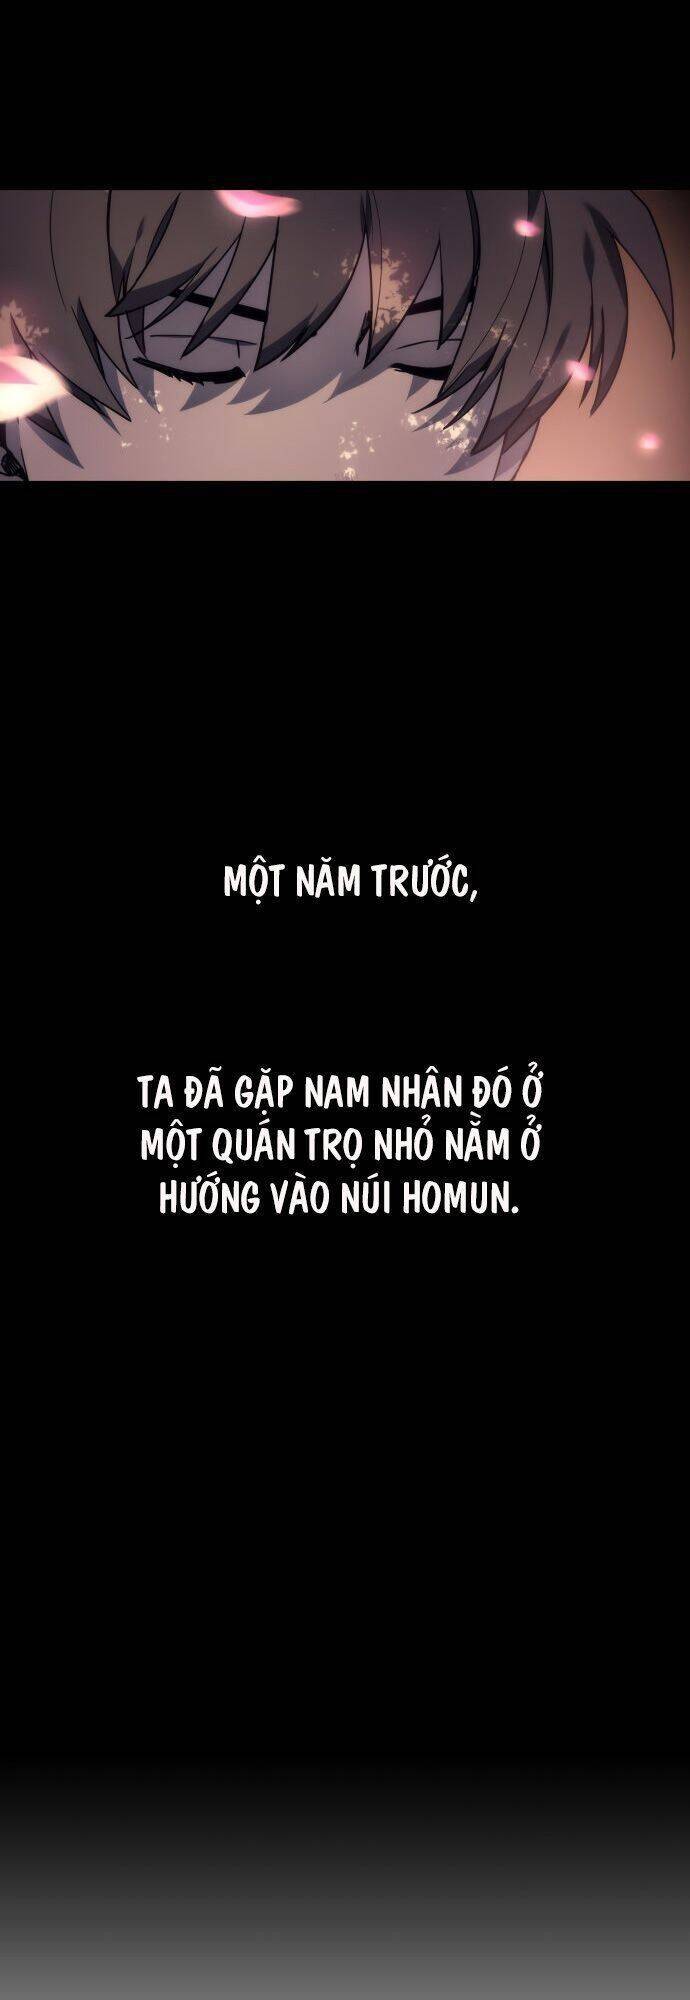 MỘT NĂM TRƯỚC,
TA ĐÃ GẶP NAM NHÂN ĐÓ Ở
MỘT QUÁN TRỌ NHỎ NẰM Ở
HƯỚNG VÀO NÚI HOMUN.